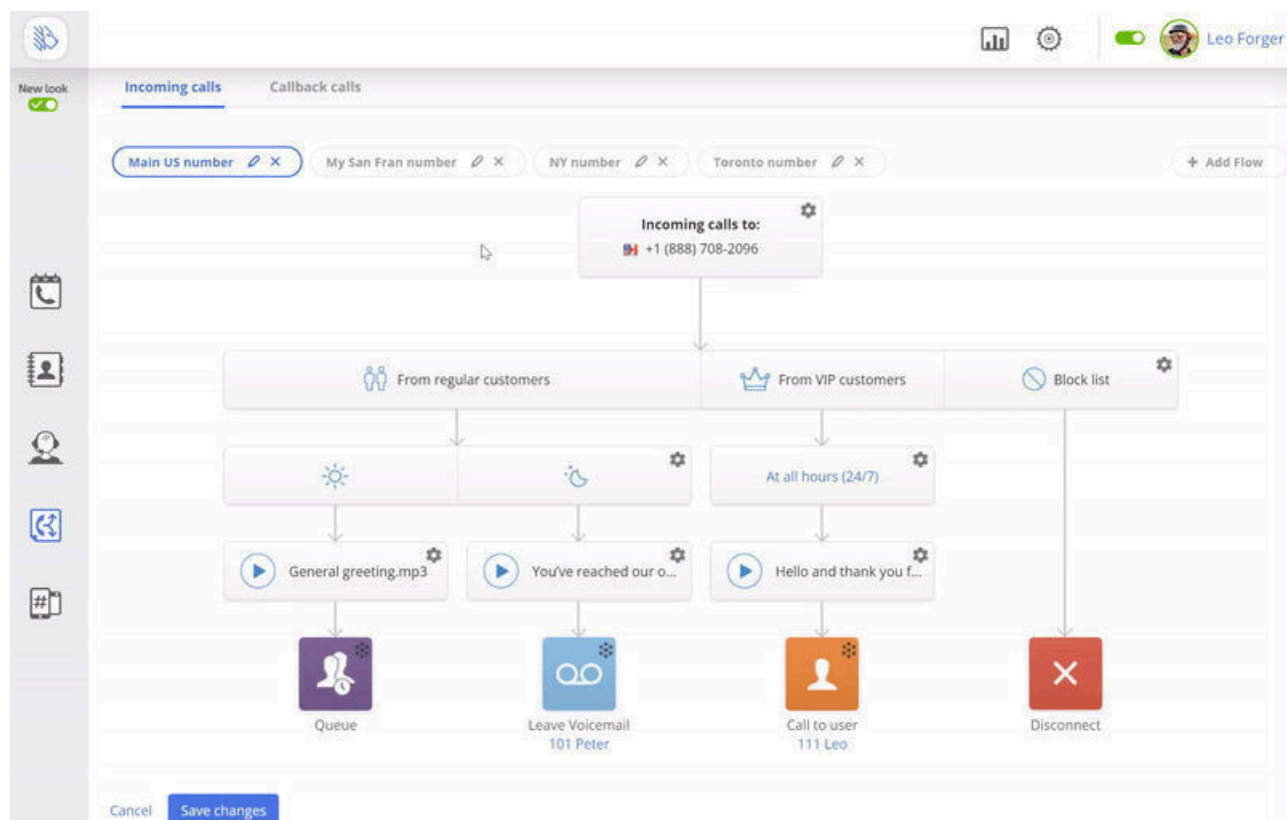 Leo Forger
New look
Incoming calls
Callback calls
Main US number
My San Fran number
NY number
Toronto number
+ Add Flow
Incoming calls to:
+1 (888) 708-2096
From regular customers
From VIP customers
Block list
At all hours (24/7)
General greeting.mp3
You've reached our o...
Hello and thank you f...
Queue
Leave Voicemail
101 Peter
Call to user
111 Leo
Disconnect
Cancel
Save changes